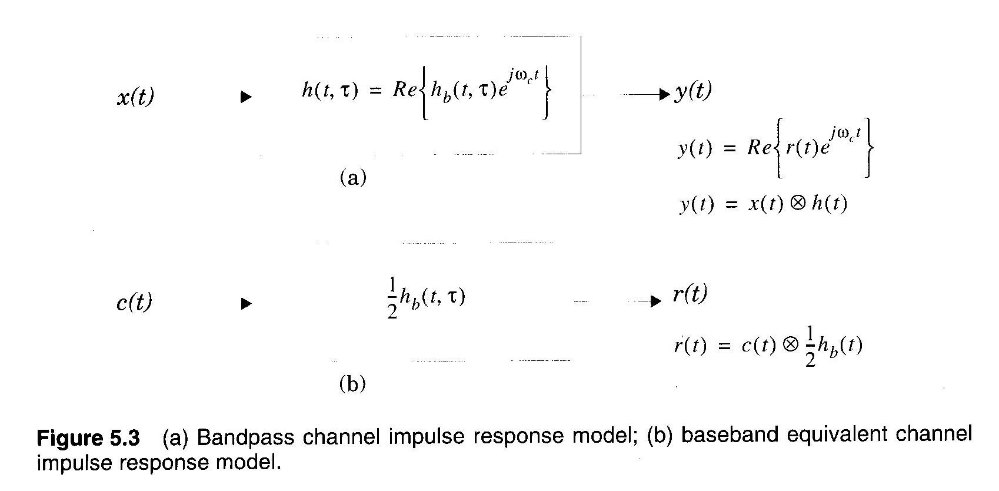 x(t)
h(t, τ) = Re{h_b(t, τ)e^{jω_c t}}
y(t)
y(t) = Re{r(t)e^{jω_c t}}
(a)
y(t) = x(t) ⊗ h(t)
c(t)
1/2 h_b(t, τ)
r(t)
r(t) = c(t) ⊗ 1/2 h_b(t)
(b)
Figure 5.3 (a) Bandpass channel impulse response model; (b) baseband equivalent channel
impulse response model.